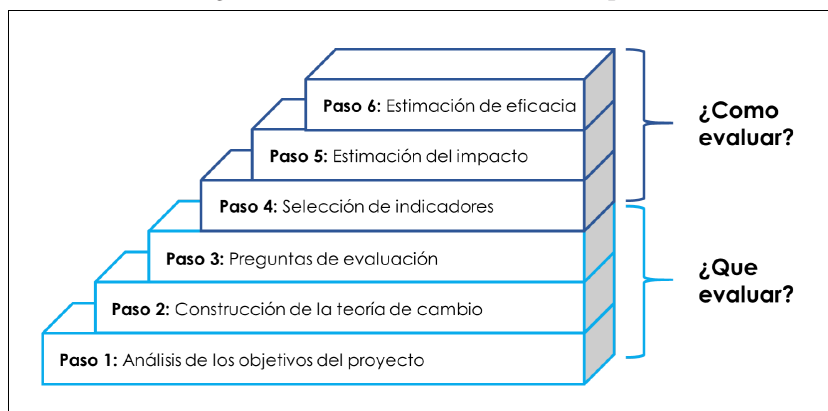 Paso 6: Estimación de eficacia
Paso 5: Estimación del impacto
Paso 4: Selección de indicadores
¿Como
evaluar?
Paso 3: Preguntas de evaluación
Paso 2: Construcción de la teoría de cambio
Paso 1: Análisis de los objetivos del proyecto
¿Que
evaluar?